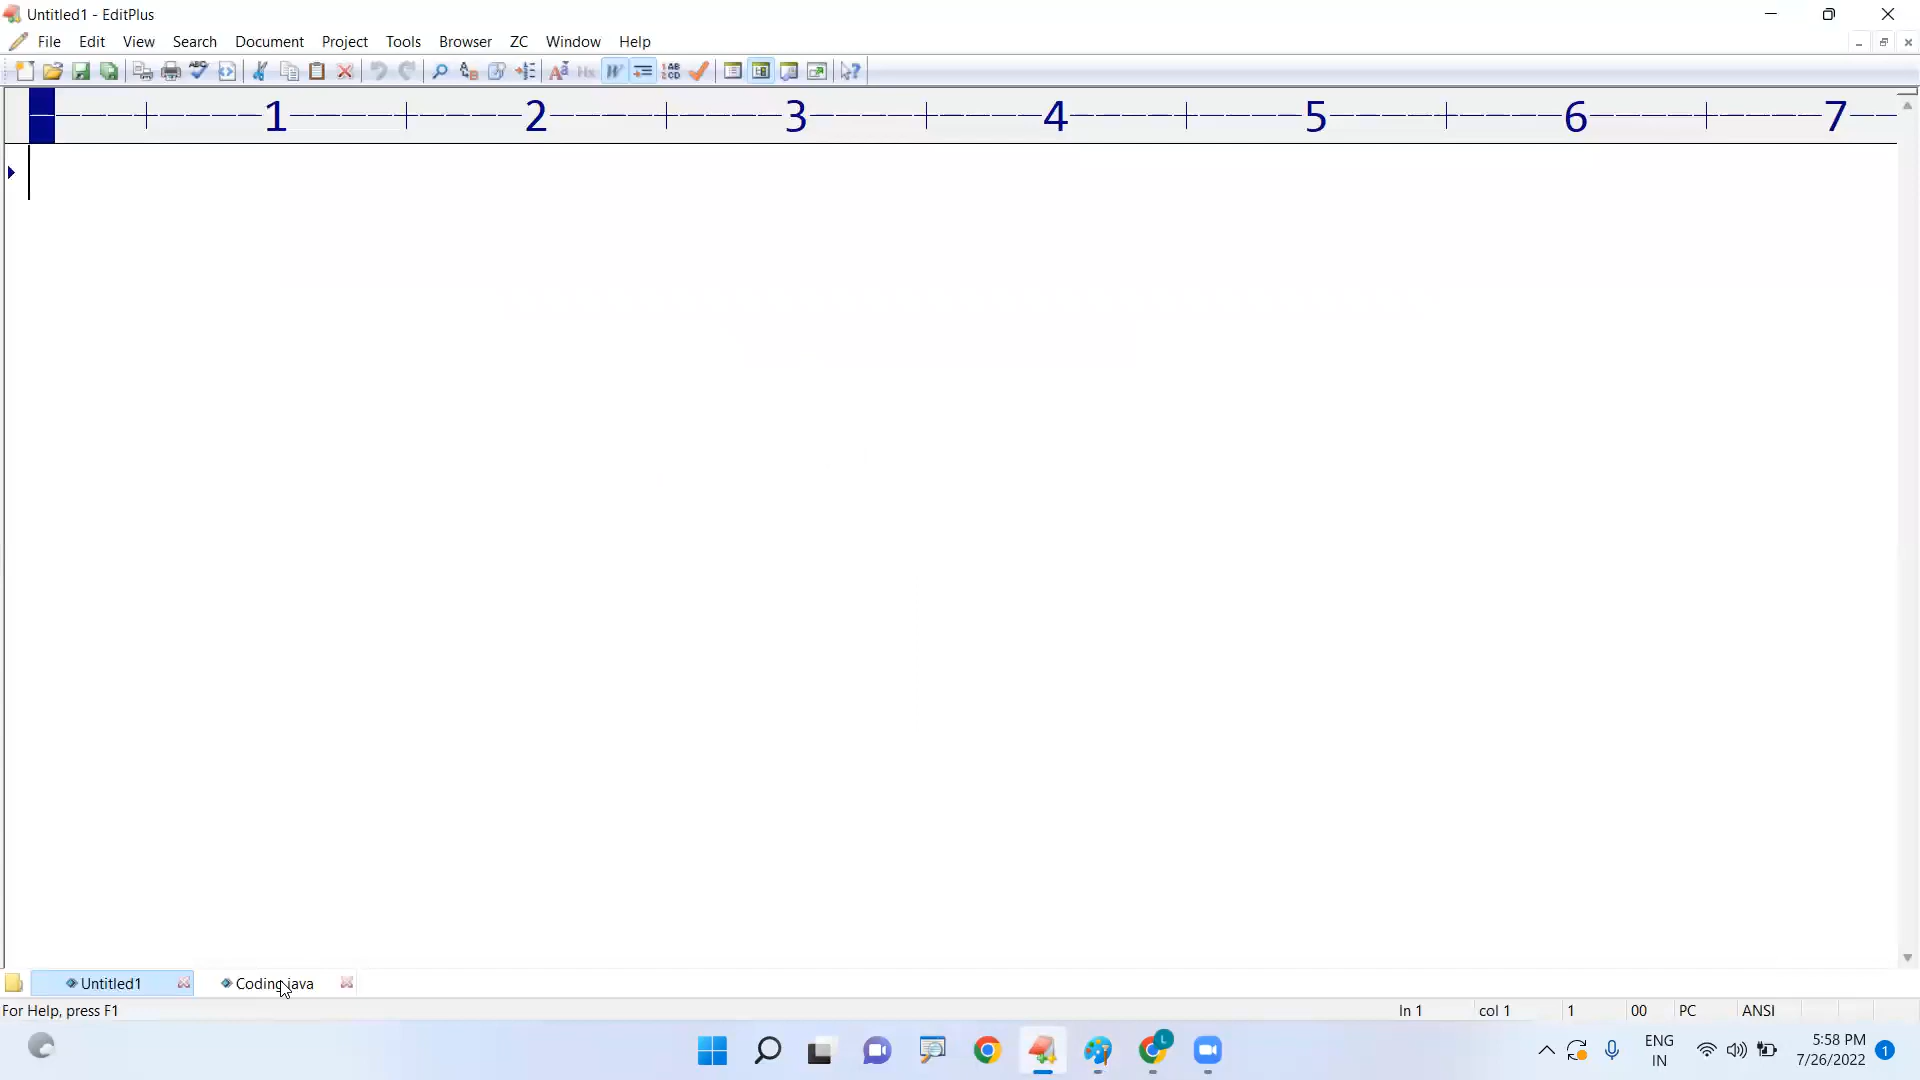 Untitled1 - EditPlus
File Edit View Search Document Project Tools Browser ZC Window Help
1 2 3 4 5 6 7
Untitled1 Coding.java
For Help, press F1 ln 1 col 1 1 00 PC ANSI
ENG IN
5:58 PM
7/26/2022
1